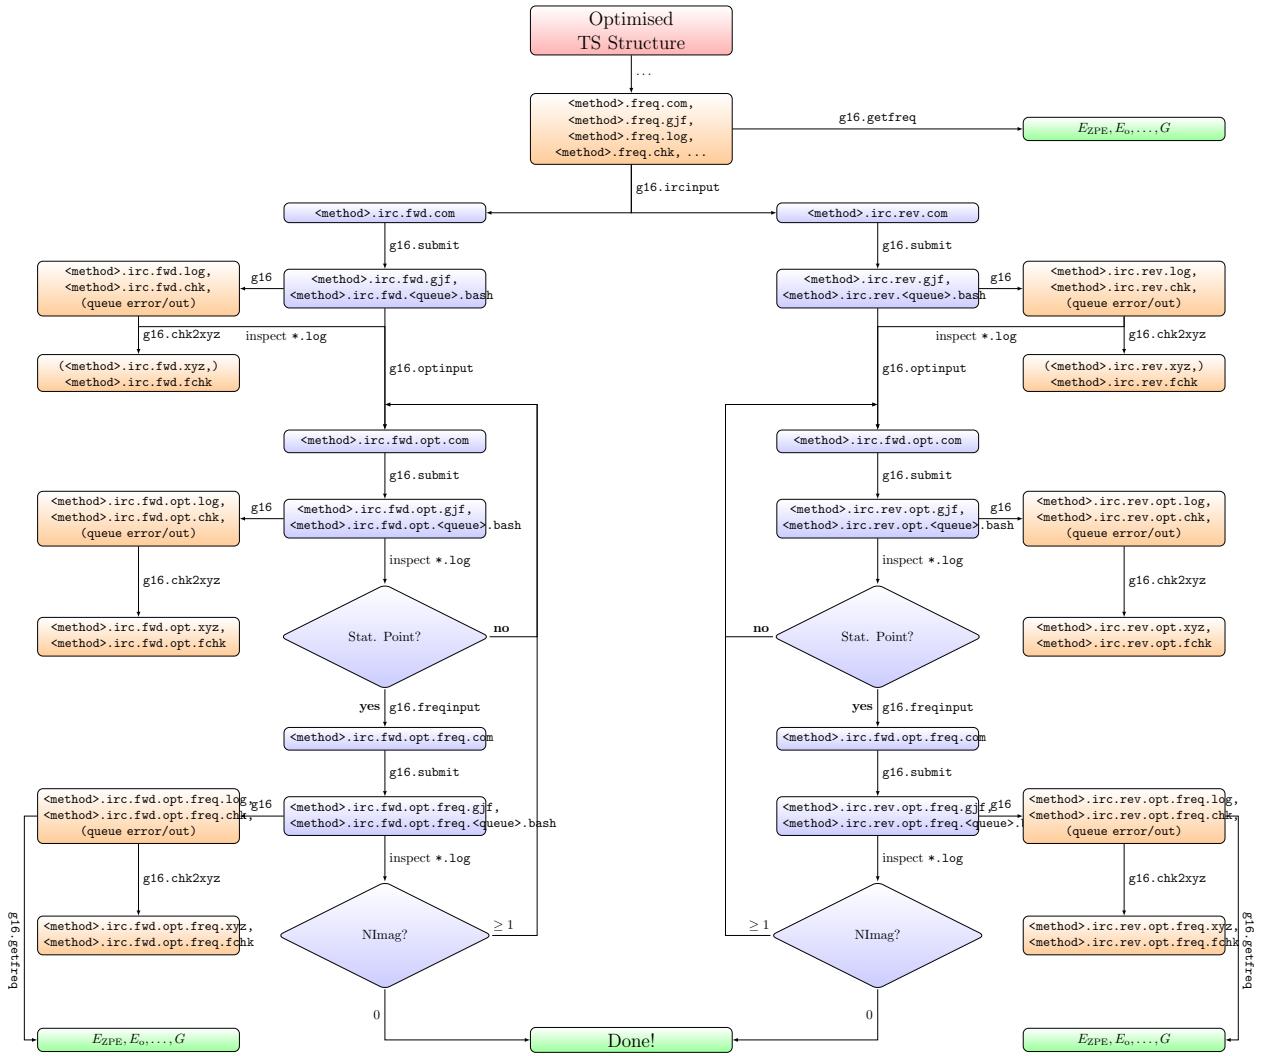 Optimised
TS Structure
...
<method>.freq.com,
<method>.freq.gjf,
<method>.freq.log,
<method>.freq.chk, ...
g16.getfreq
E_ZPE, E_o, ..., G
g16.ircinput
<method>.irc.fwd.com
<method>.irc.rev.com
g16.submit
g16.submit
<method>.irc.fwd.log,
<method>.irc.fwd.chk,
(queue error/out)
g16
<method>.irc.fwd.gjf,
<method>.irc.fwd.<queue>.bash
<method>.irc.rev.gjf,
<method>.irc.rev.<queue>.bash
g16
<method>.irc.rev.log,
<method>.irc.rev.chk,
(queue error/out)
g16.chk2xyz
inspect *.log
inspect *.log
g16.chk2xyz
(<method>.irc.fwd.xyz,)
<method>.irc.fwd.fchk
g16.optinput
g16.optinput
(<method>.irc.rev.xyz,)
<method>.irc.rev.fchk
<method>.irc.fwd.opt.com
<method>.irc.fwd.opt.com
g16.submit
g16.submit
<method>.irc.fwd.opt.log,
<method>.irc.fwd.opt.chk,
(queue error/out)
g16
<method>.irc.fwd.opt.gjf,
<method>.irc.fwd.opt.<queue>.bash
<method>.irc.rev.opt.gjf,
<method>.irc.rev.opt.<queue>.bash
g16
<method>.irc.rev.opt.log,
<method>.irc.rev.opt.chk,
(queue error/out)
g16.chk2xyz
inspect *.log
inspect *.log
g16.chk2xyz
<method>.irc.fwd.opt.xyz,
<method>.irc.fwd.opt.fchk
Stat. Point?
no
no
Stat. Point?
<method>.irc.rev.opt.xyz,
<method>.irc.rev.opt.fchk
yes g16.freqinput
yes g16.freqinput
<method>.irc.fwd.opt.freq.com
<method>.irc.fwd.opt.freq.com
g16.submit
g16.submit
<method>.irc.fwd.opt.freq.log,
<method>.irc.fwd.opt.freq.chk,
(queue error/out)
g16
<method>.irc.fwd.opt.freq.gjf,
<method>.irc.fwd.opt.freq.<queue>.bash
<method>.irc.rev.opt.freq.gjf,
<method>.irc.rev.opt.freq.<queue>.
g16
<method>.irc.rev.opt.freq.log,
<method>.irc.rev.opt.freq.chk,
(queue error/out)
g16.chk2xyz
inspect *.log
inspect *.log
g16.chk2xyz
g16.getfreq
<method>.irc.fwd.opt.freq.xyz,
<method>.irc.fwd.opt.freq.fchk
NImag?
≥ 1
≥ 1
NImag?
<method>.irc.rev.opt.freq.xyz,
<method>.irc.rev.opt.freq.fchk
g16.getfreq
0
0
E_ZPE, E_o, ..., G
Done!
E_ZPE, E_o, ..., G